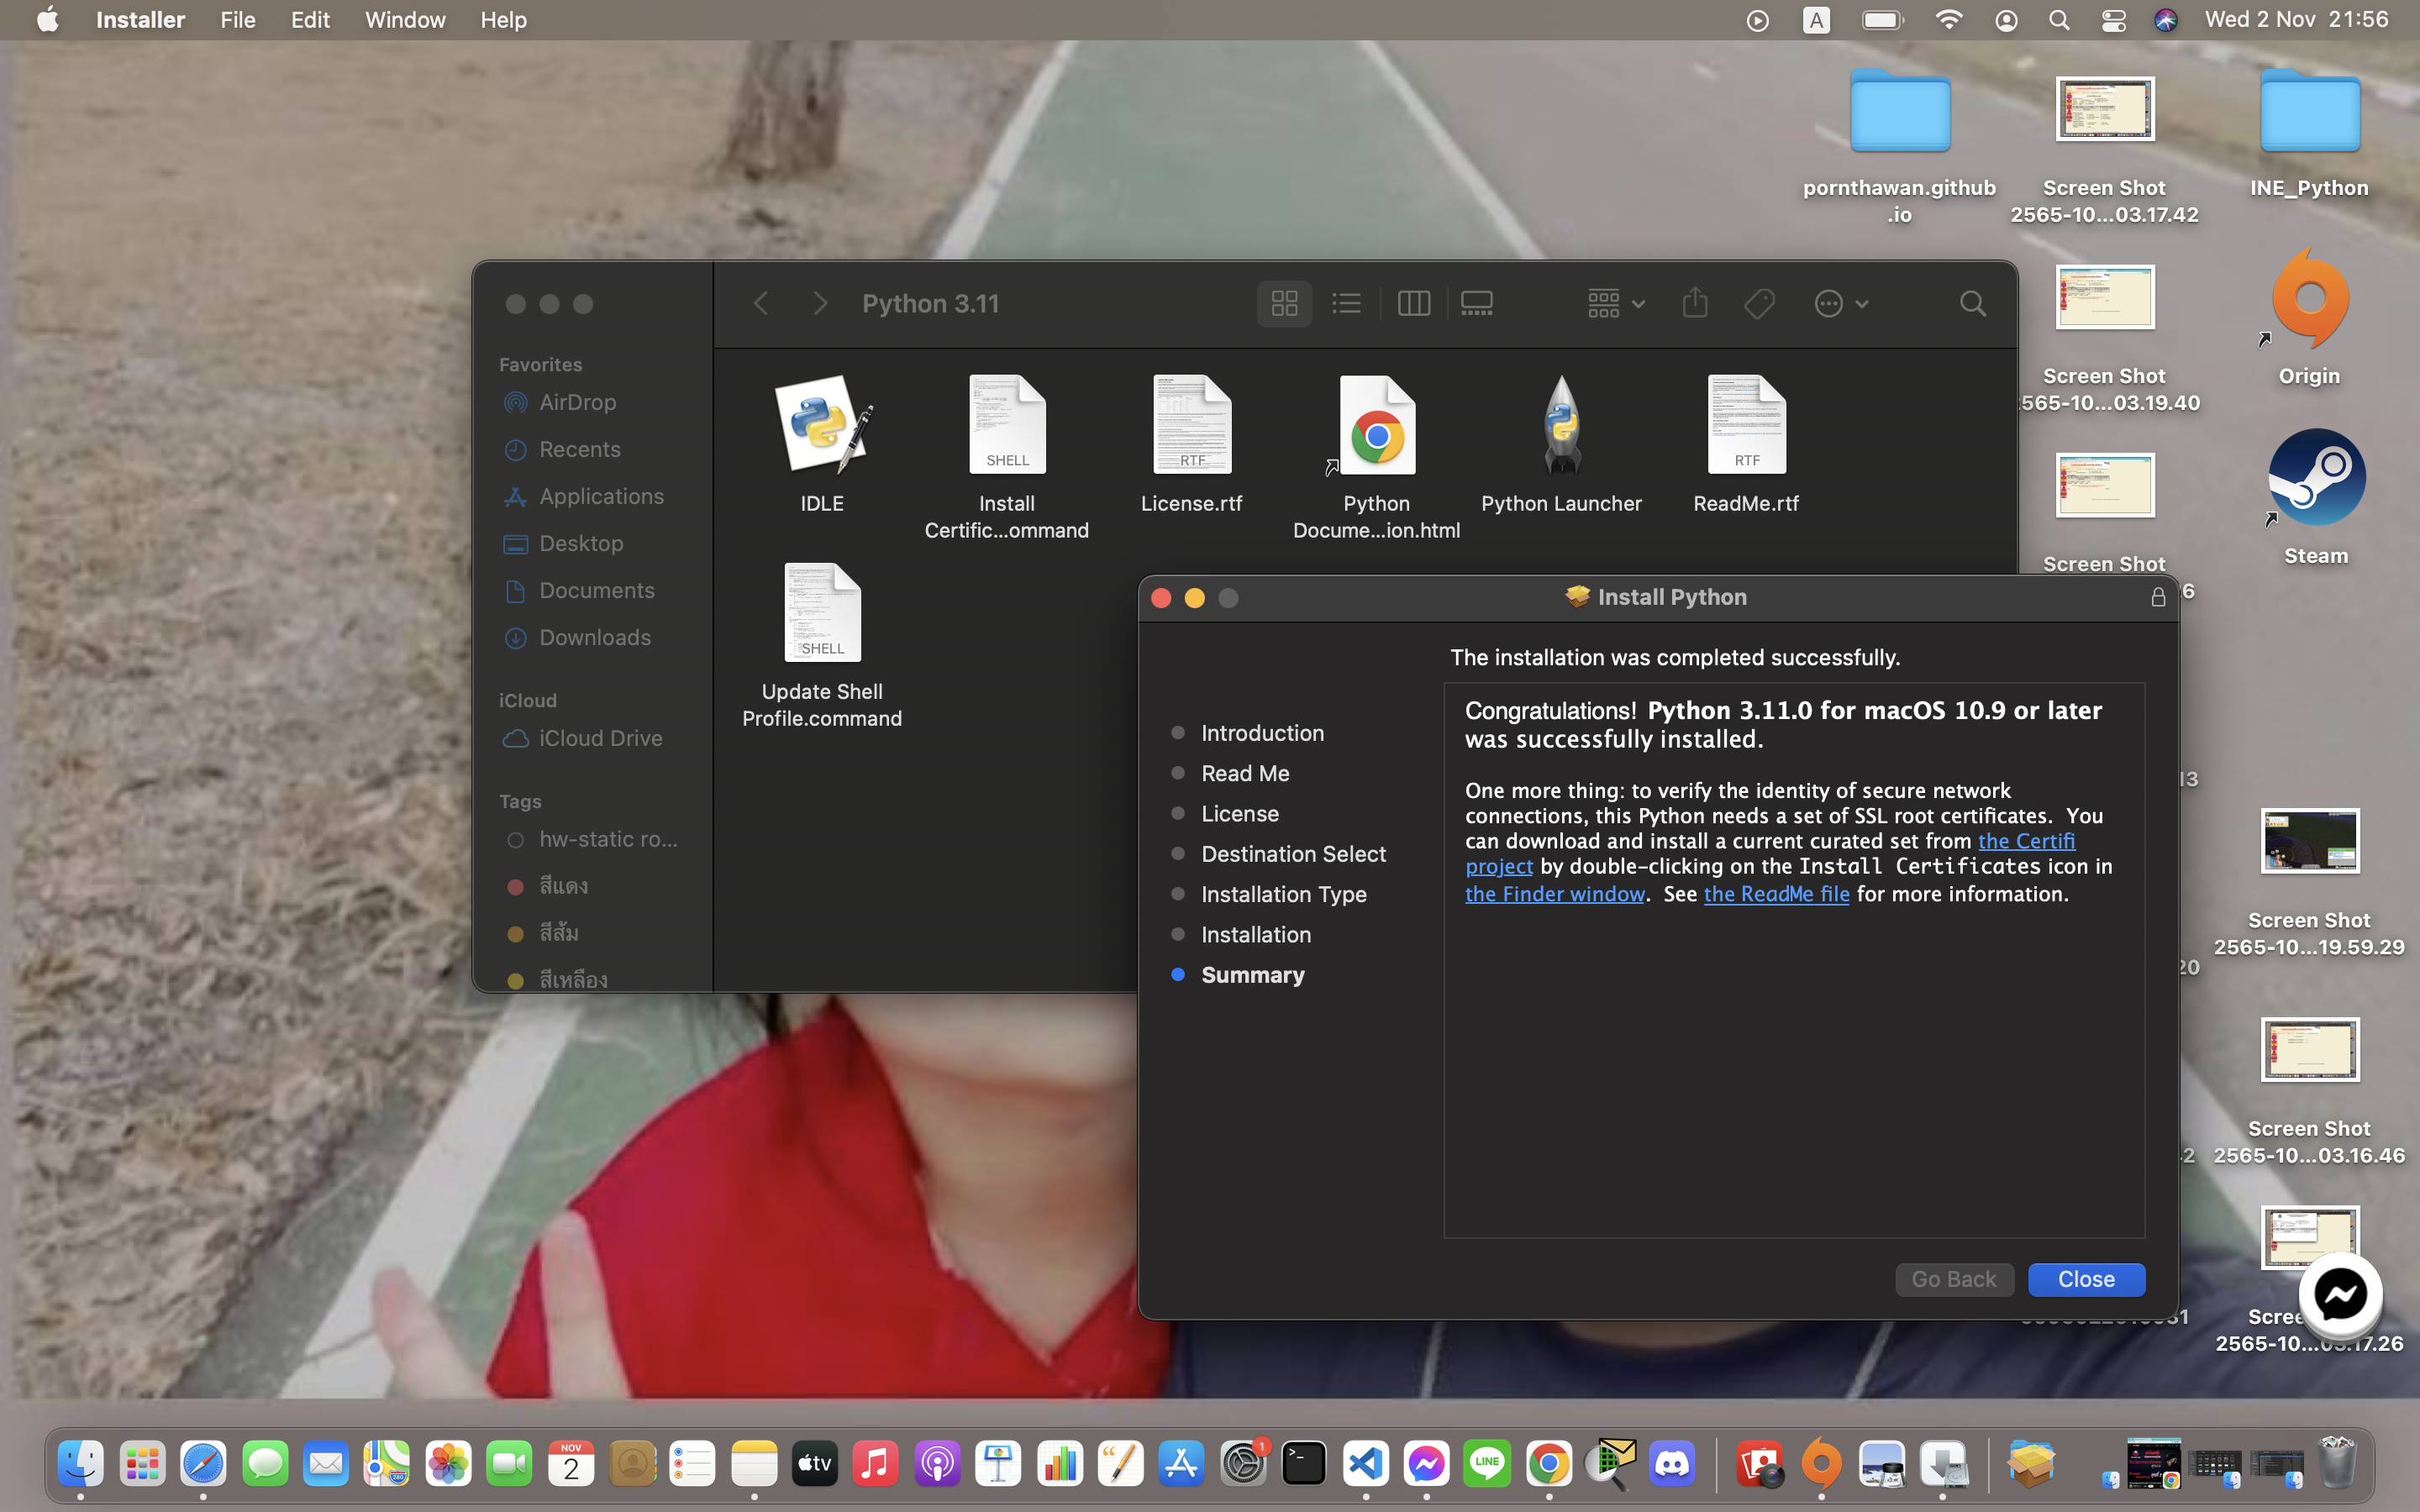 Installer File Edit Window Help
A
Wed 2 Nov 21:56
pornthawan.github
.io
Screen Shot
2565-10...03.17.42
INE_Python
Screen Shot
565-10...03.19.40
Origin
Screen Shot
Steam
6
13
Screen Shot
2565-10...19.59.29
20
Screen Shot
2565-10...03.16.46
Python 3.11
Favorites
AirDrop
Recents
Applications
Desktop
Documents
Downloads
iCloud
iCloud Drive
Tags
hw-static ro...
สีแดง
สีส้ม
สีเหลือง
IDLE
SHELL
Install
Certific...ommand
RTF
License.rtf
Python
Docume...ion.html
Python Launcher
RTF
ReadMe.rtf
SHELL
Update Shell
Profile.command
Install Python
The installation was completed successfully.
Introduction
Read Me
License
Destination Select
Installation Type
Installation
Summary
Congratulations! Python 3.11.0 for macOS 10.9 or later
was successfully installed.
One more thing: to verify the identity of secure network
connections, this Python needs a set of SSL root certificates. You
can download and install a current curated set from the Certifi
project by double-clicking on the Install Certificates icon in
the Finder window. See the ReadMe file for more information.
Go Back
Close
NOV
2
280
tv
1
>_
LINE